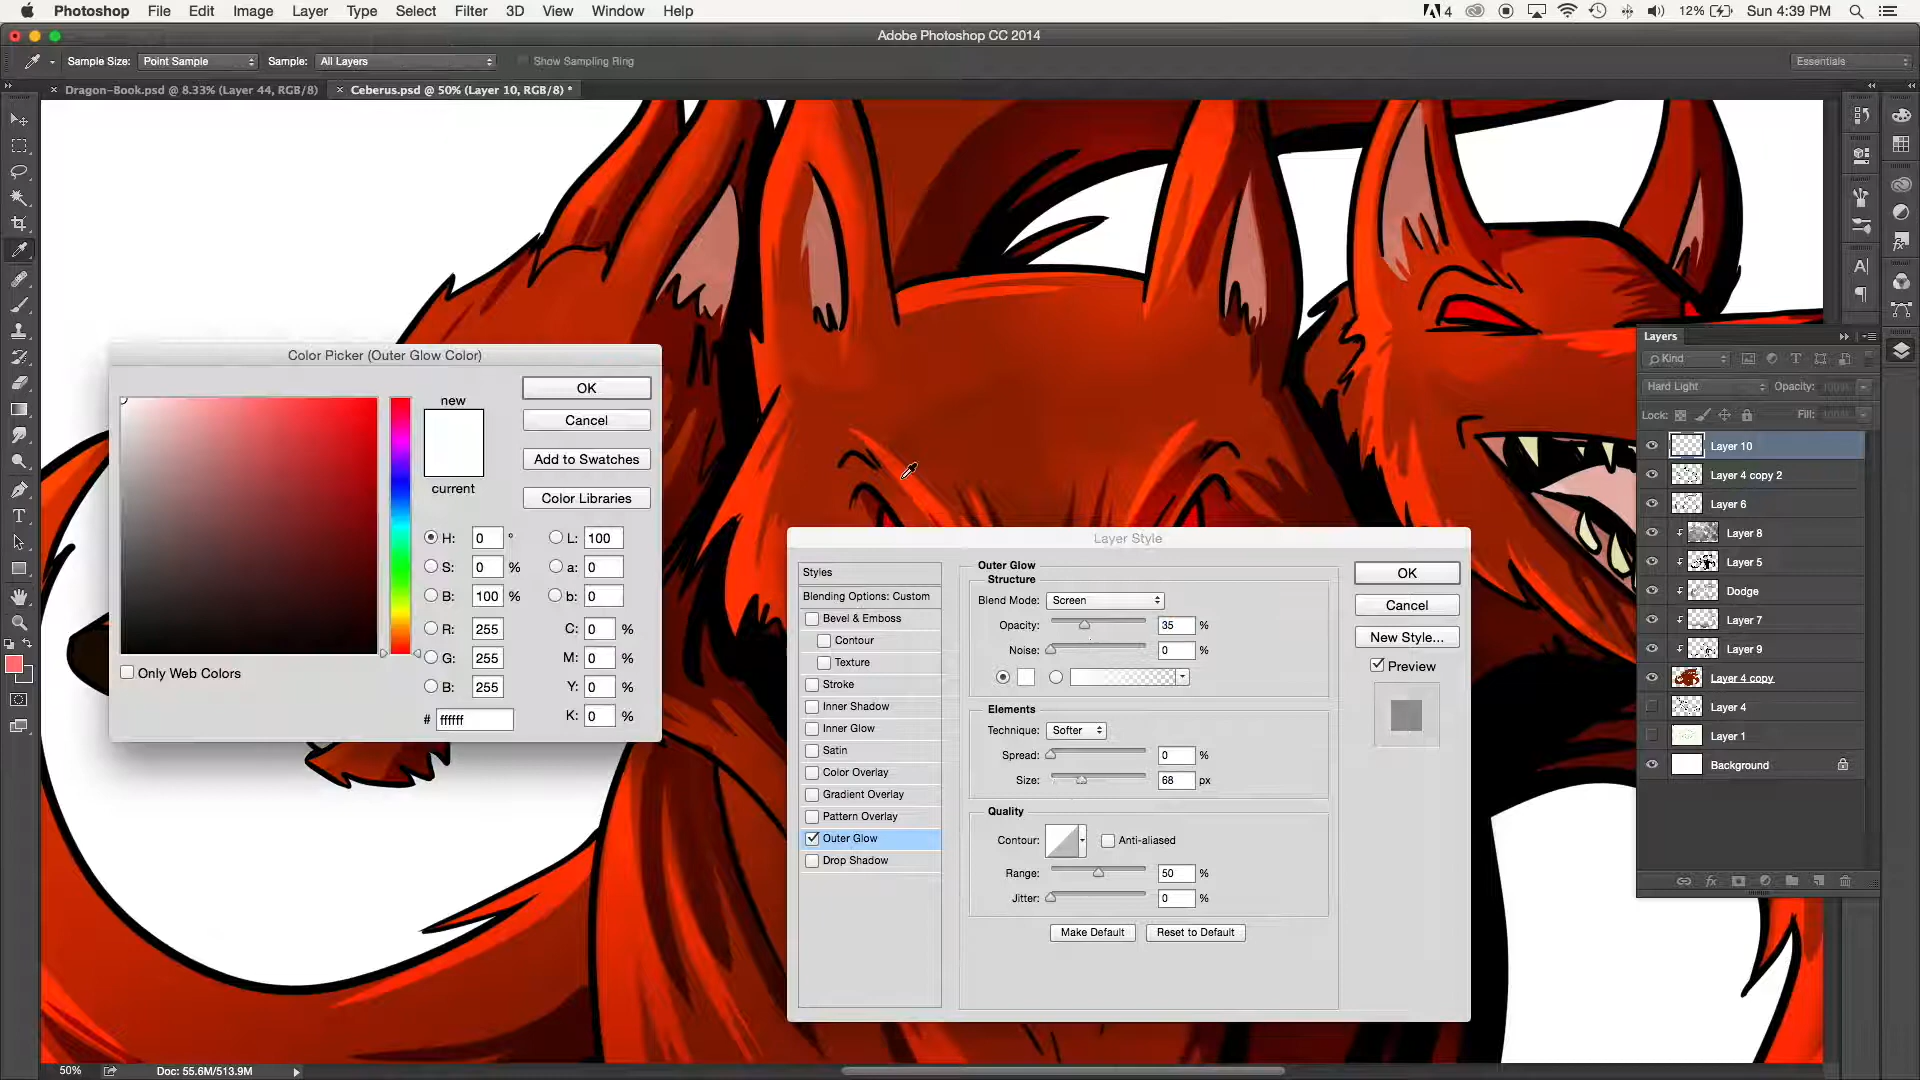 Photoshop File Edit Image Layer Type Select Filter 3D View Window Help 4 12% Sun 4:39 PM
Adobe Photoshop CC 2014
Sample Size: Point Sample Sample: All Layers Show Sampling Ring Essentials
Dragon-Book.psd @ 8.33% (Layer 44, RGB/8) Ceberus.psd @ 50% (Layer 10, RGB/8) *
Color Picker (Outer Glow Color)
new
current
OK
Cancel
Add to Swatches
Color Libraries
H: 0 ° L: 100
S: 0 % a: 0
B: 100 % b: 0
R: 255 C: 0 %
G: 255 M: 0 %
B: 255 Y: 0 %
# ffffff K: 0 %
Only Web Colors
Layer Style
Styles
Blending Options: Custom
Bevel & Emboss
Contour
Texture
Stroke
Inner Shadow
Inner Glow
Satin
Color Overlay
Gradient Overlay
Pattern Overlay
Outer Glow
Drop Shadow
Outer Glow
Structure
Blend Mode: Screen
Opacity: 35 %
Noise: 0 %
Elements
Technique: Softer
Spread: 0 %
Size: 68 px
Quality
Contour: Anti-aliased
Range: 50 %
Jitter: 0 %
Make Default Reset to Default
OK
Cancel
New Style...
Preview
Layers
Kind
Hard Light Opacity:
Lock: Fill:
Layer 10
Layer 4 copy 2
Layer 6
Layer 8
Layer 5
Dodge
Layer 7
Layer 9
Layer 4 copy
Layer 4
Layer 1
Background
50% Doc: 55.6M/513.9M